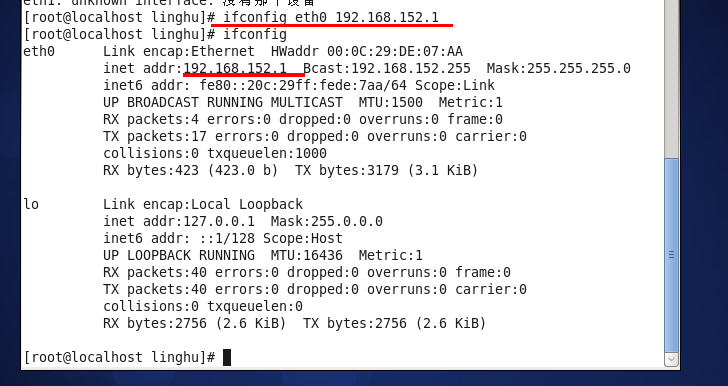 eth1: unknown interface: 没有那个设备
[root@localhost linghu]# ifconfig eth0 192.168.152.1
[root@localhost linghu]# ifconfig
eth0      Link encap:Ethernet  HWaddr 00:0C:29:DE:07:AA
          inet addr:192.168.152.1  Bcast:192.168.152.255  Mask:255.255.255.0
          inet6 addr: fe80::20c:29ff:fede:7aa/64 Scope:Link
          UP BROADCAST RUNNING MULTICAST  MTU:1500  Metric:1
          RX packets:4 errors:0 dropped:0 overruns:0 frame:0
          TX packets:17 errors:0 dropped:0 overruns:0 carrier:0
          collisions:0 txqueuelen:1000
          RX bytes:423 (423.0 b)  TX bytes:3179 (3.1 KiB)
lo        Link encap:Local Loopback
          inet addr:127.0.0.1  Mask:255.0.0.0
          inet6 addr: ::1/128 Scope:Host
          UP LOOPBACK RUNNING  MTU:16436  Metric:1
          RX packets:40 errors:0 dropped:0 overruns:0 frame:0
          TX packets:40 errors:0 dropped:0 overruns:0 carrier:0
          collisions:0 txqueuelen:0
          RX bytes:2756 (2.6 KiB)  TX bytes:2756 (2.6 KiB)
[root@localhost linghu]#